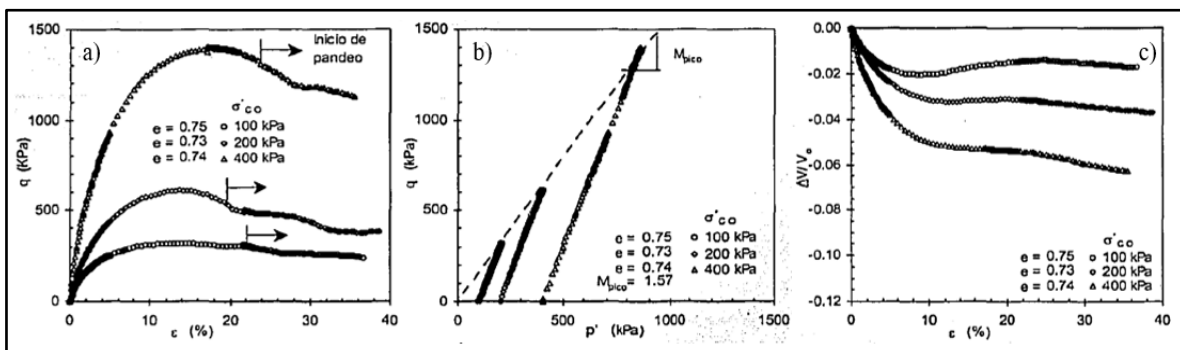 a)
1500
1000
500
0
q (KPa)
0 10 20 30 40
ε (%)
Inicio de
pandeo
σ'co
e = 0.75 ○ 100 kPa
e = 0.73 ○ 200 kPa
e = 0.74 △ 400 kPa
b)
1500
1000
500
0
q (kPa)
0 500 1000 1500
p' (kPa)
Mpico
σ'co
e = 0.75 ○ 100 kPa
e = 0.73 ○ 200 kPa
e = 0.74 △ 400 kPa
Mpico = 1.57
c)
0.00
-0.02
-0.04
-0.06
-0.08
-0.10
-0.12
ΔV/Vo
0 10 20 30 40
ε (%)
σ'co
e = 0.75 ○ 100 kPa
e = 0.73 ○ 200 kPa
e = 0.74 △ 400 kPa